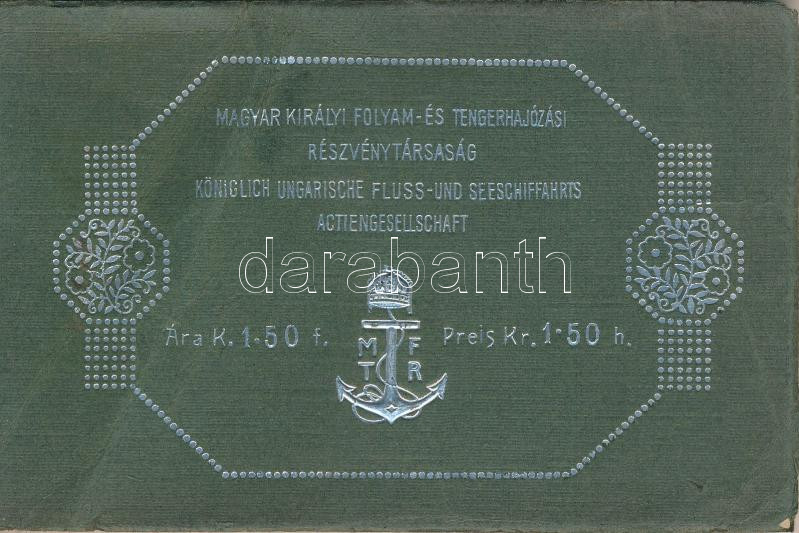 MAGYAR KIRÁLYI FOLYAM-ÉS TENGERHAJÓZÁSI
RÉSZVÉNYTÁRSASÁG
KÖNIGLICH UNGARISCHE FLUSS-UND SEESCHIFFAHRTS
ACTIENGESELLSCHAFT
darabanth
Ára K. 1·50 f. Preis Kr. 1·50 h.
M F
T R